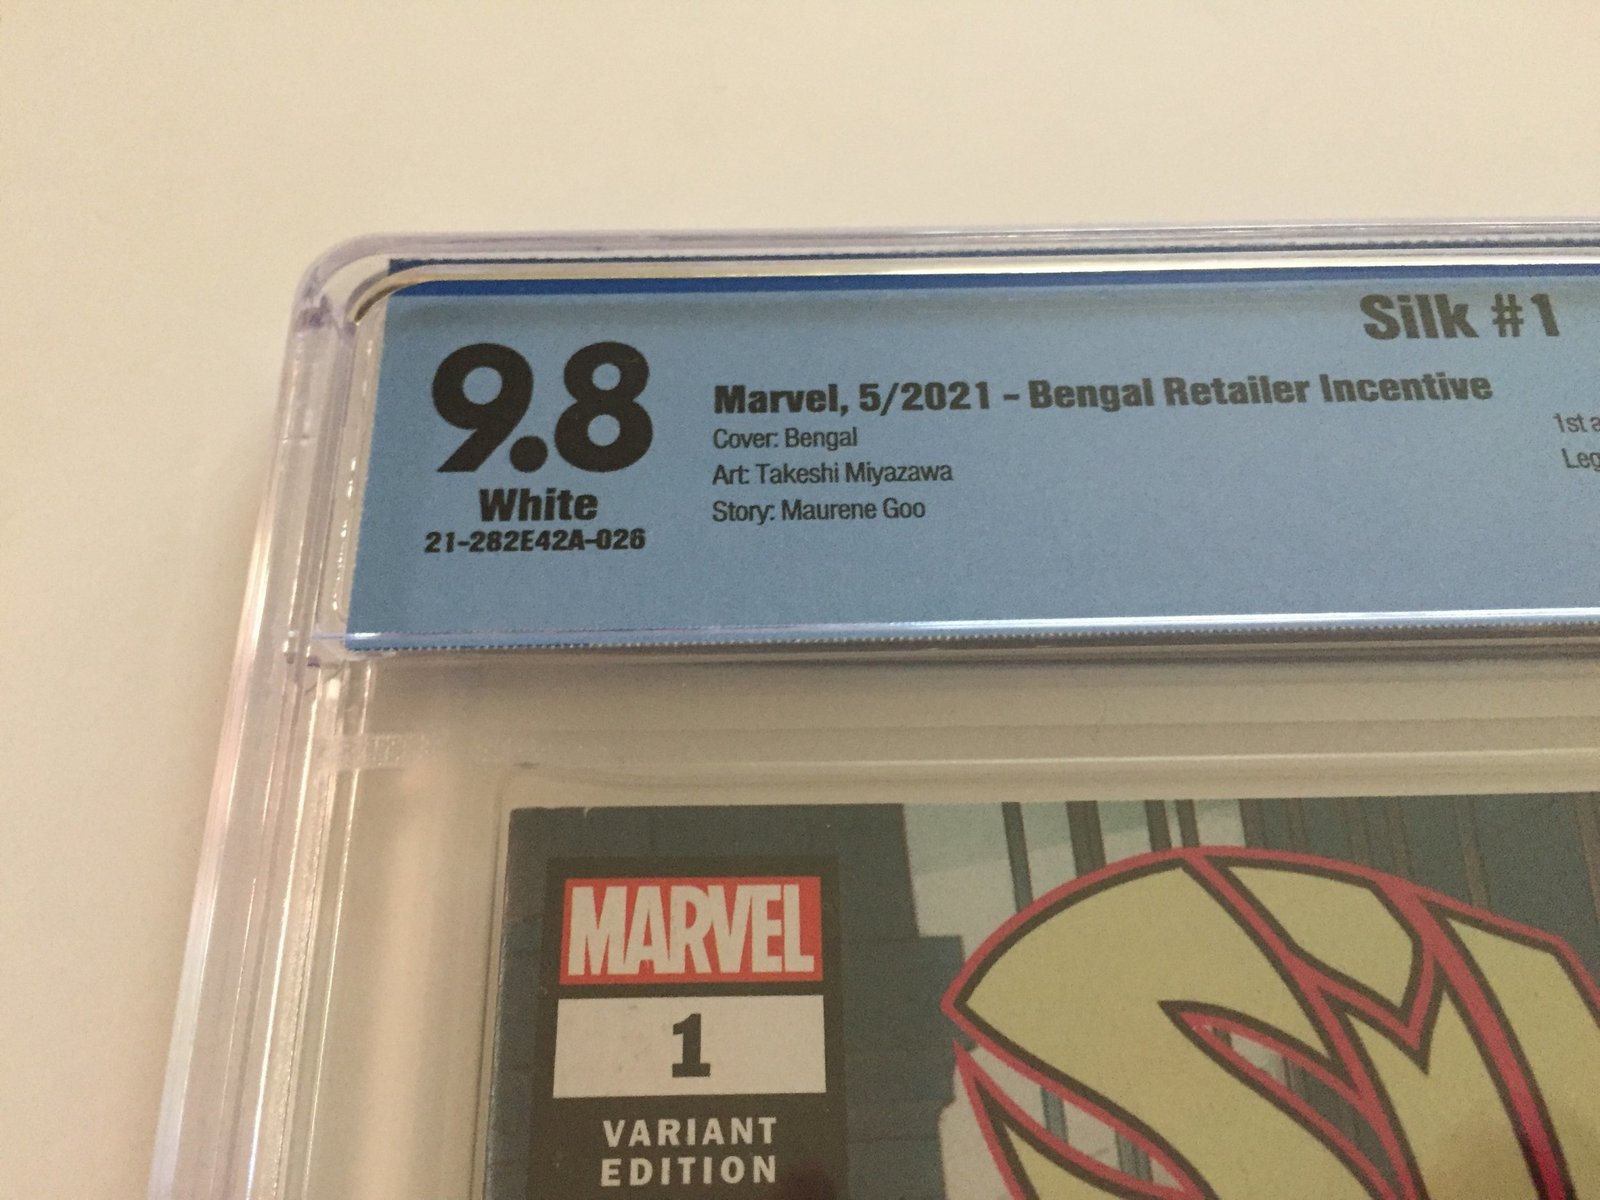 Silk #1
9.8
White
21-282E42A-026
Marvel, 5/2021 - Bengal Retailer Incentive
Cover: Bengal
Art: Takeshi Miyazawa
Story: Maurene Goo
1st
MARVEL
1
VARIANT
EDITION